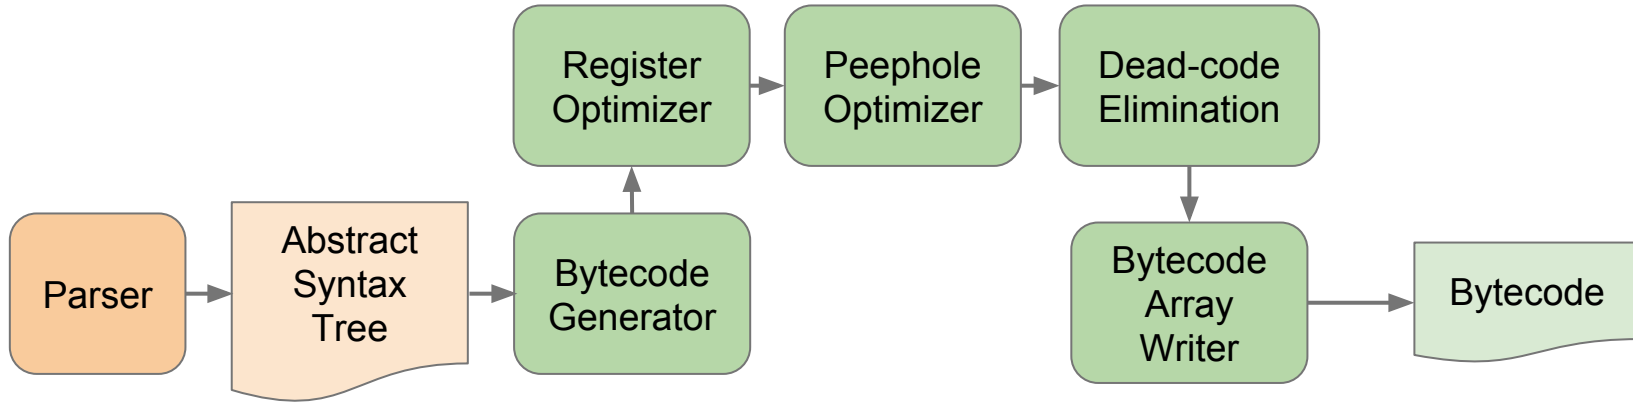 Parser
Abstract
Syntax
Tree
Bytecode
Generator
Register
Optimizer
Peephole
Optimizer
Dead-code
Elimination
Bytecode
Array
Writer
Bytecode